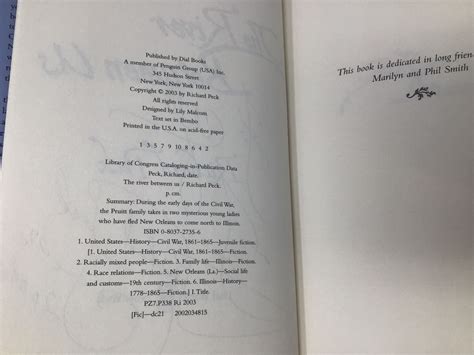 Published by Dial Books
A member of Penguin Group (USA) Inc.
345 Hudson Street
New York, New York 10014
Copyright © 2003 by Richard Peck
All rights reserved
Designed by Lily Malcom
Text set in Bembo
Printed in the U.S.A. on acid-free paper
1 3 5 7 9 10 8 6 4 2
Library of Congress Cataloging-in-Publication Data
Peck, Richard, date.
The river between us / Richard Peck.
p. cm.
Summary: During the early days of the Civil War,
the Pruitt family takes in two mysterious young ladies
who have fled New Orleans to come north to Illinois.
ISBN 0-8037-2735-6
1. United States—History—Civil War, 1861–1865—Juvenile fiction.
[1. United States—History—Civil War, 1861–1865—Fiction.
2. Racially mixed people—Fiction. 3. Family life—Illinois—Fiction.
4. Race relations—Fiction. 5. New Orleans (La.)—Social life
and customs—19th century—Fiction. 6. Illinois—History—
1778–1865—Fiction.] I. Title.
PZ7.P338 Ri 2003
[Fic]—dc21 2002034815
This book is dedicated in long frien
Marilyn and Phil Smith
The River
Us